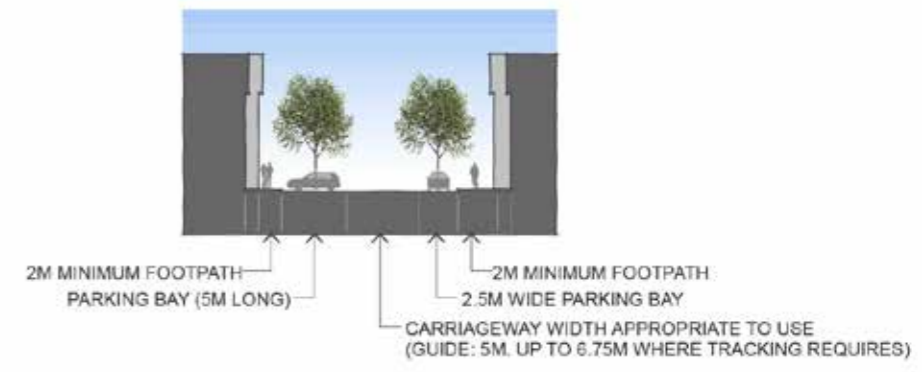 2M MINIMUM FOOTPATH
PARKING BAY (5M LONG)
2M MINIMUM FOOTPATH
2.5M WIDE PARKING BAY
CARRIAGEWAY WIDTH APPROPRIATE TO USE
(GUIDE: 5M. UP TO 6.75M WHERE TRACKING REQUIRES)